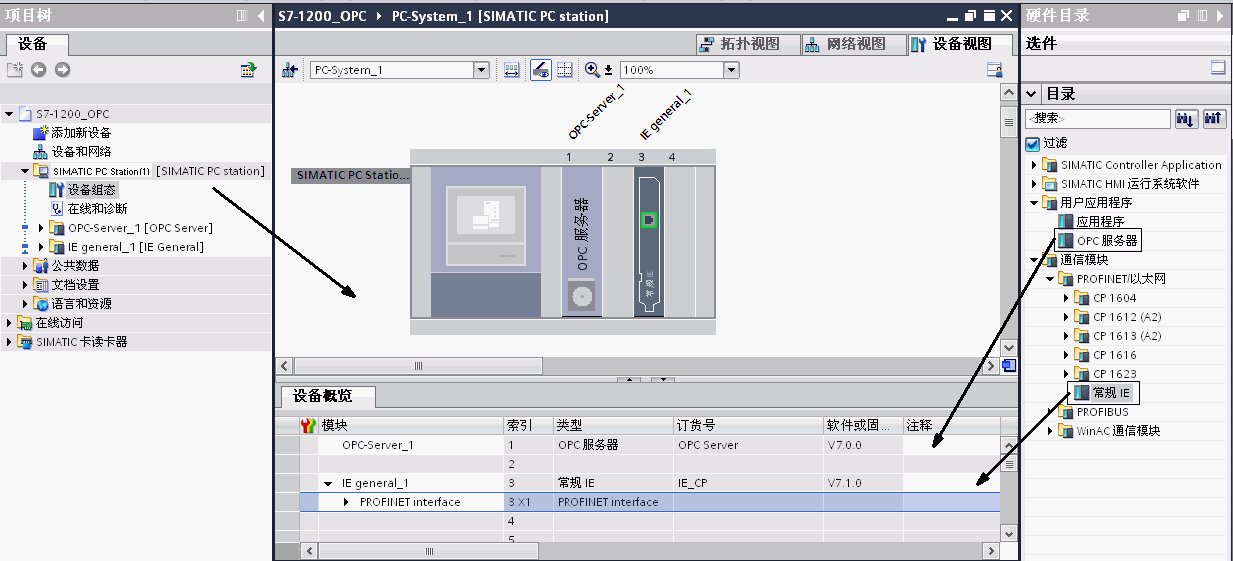 项目树
设备
S7-1200_OPC
添加新设备
设备和网络
SIMATIC PC Station(1) [SIMATIC PC station]
设备组态
在线和诊断
OPC-Server_1 [OPC Server]
IE general_1 [IE General]
公共数据
文档设置
语言和资源
在线访问
SIMATIC 卡读卡器
S7-1200_OPC PC-System_1 [SIMATIC PC station]
拓扑视图 网络视图 设备视图
PC-System_1 100%
OPC-Server_1 IE general_1
1 2 3 4
SIMATIC PC Statio...
OPC 服务器
常规 IE
设备概览
模块 索引 类型 订货号 软件或固... 注释
OPC-Server_1 1 OPC 服务器 OPC Server V7.0.0
2
IE general_1 3 常规 IE IE_CP V7.1.0
PROFINET interface 3 X1 PROFINET interface
4
5
硬件目录
选件
目录
<搜索>
过滤
SIMATIC Controller Application
SIMATIC HMI 运行系统软件
用户应用程序
应用程序
OPC 服务器
通信模块
PROFINET/以太网
CP 1604
CP 1612 (A2)
CP 1613 (A2)
CP 1616
CP 1623
常规 IE
PROFIBUS
WinAC 通信模块